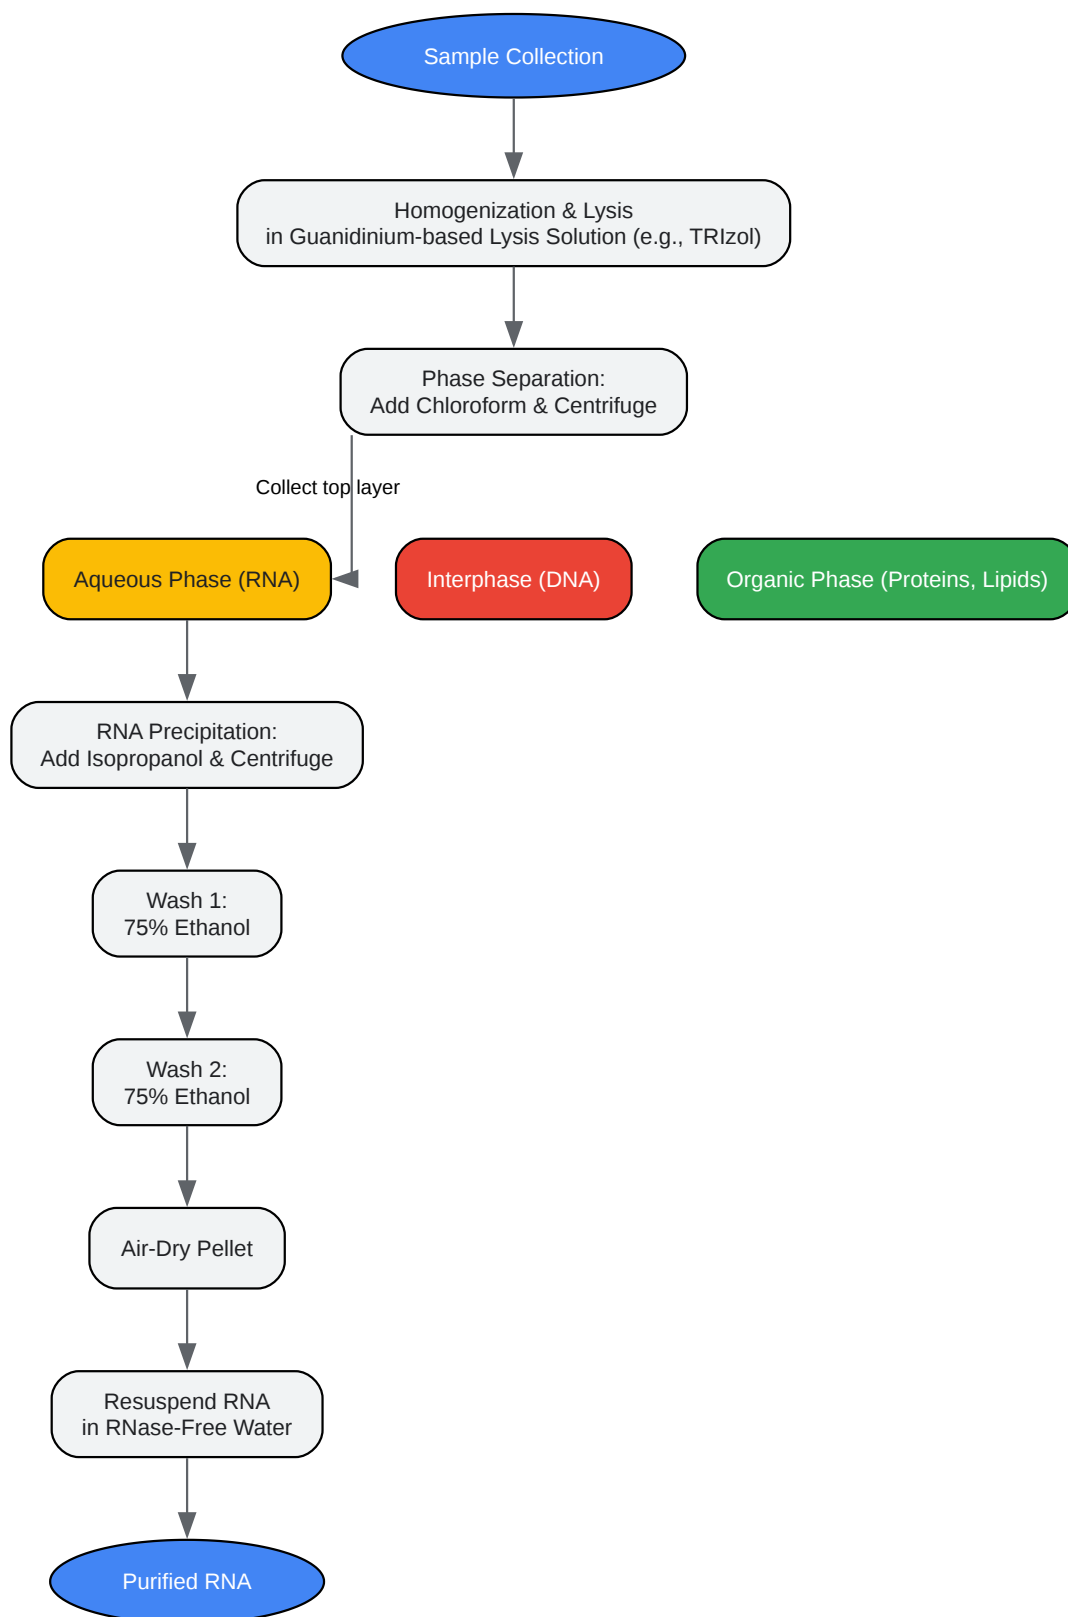 Sample Collection
Homogenization & Lysis
in Guanidinium-based Lysis Solution (e.g., TRIzol)
Phase Separation:
Add Chloroform & Centrifuge
Collect top layer
Aqueous Phase (RNA)
Interphase (DNA)
Organic Phase (Proteins, Lipids)
RNA Precipitation:
Add Isopropanol & Centrifuge
Wash 1:
75% Ethanol
Wash 2:
75% Ethanol
Air-Dry Pellet
Resuspend RNA
in RNase-Free Water
Purified RNA